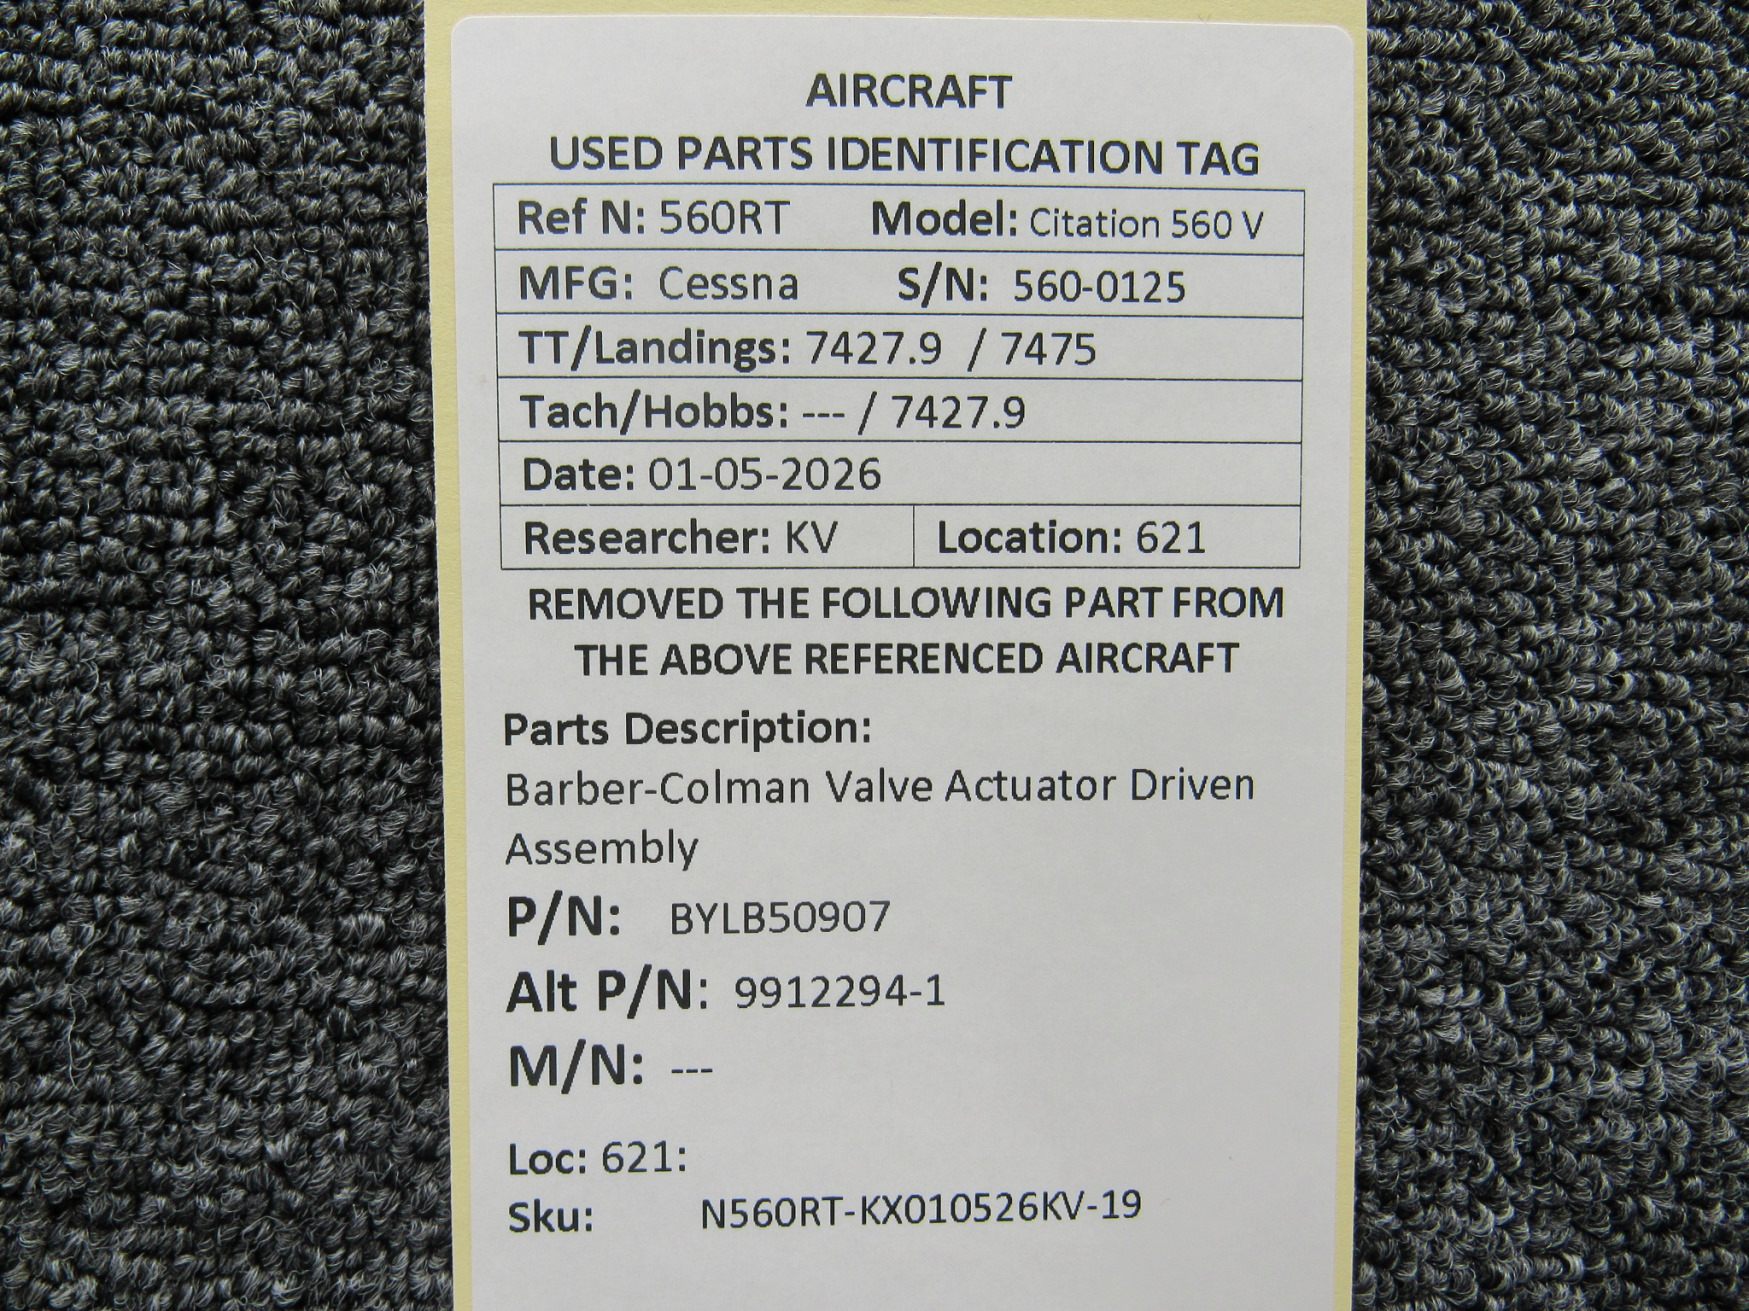 AIRCRAFT
USED PARTS IDENTIFICATION TAG
Ref N: 560RT Model: Citation 560 V
MFG: Cessna S/N: 560-0125
TT/Landings: 7427.9 / 7475
Tach/Hobbs: --- / 7427.9
Date: 01-05-2026
Researcher: KV Location: 621
REMOVED THE FOLLOWING PART FROM
THE ABOVE REFERENCED AIRCRAFT
Parts Description:
Barber-Colman Valve Actuator Driven
Assembly
P/N: BYLB50907
Alt P/N: 9912294-1
M/N: ---
Loc: 621:
Sku: N560RT-KX010526KV-19